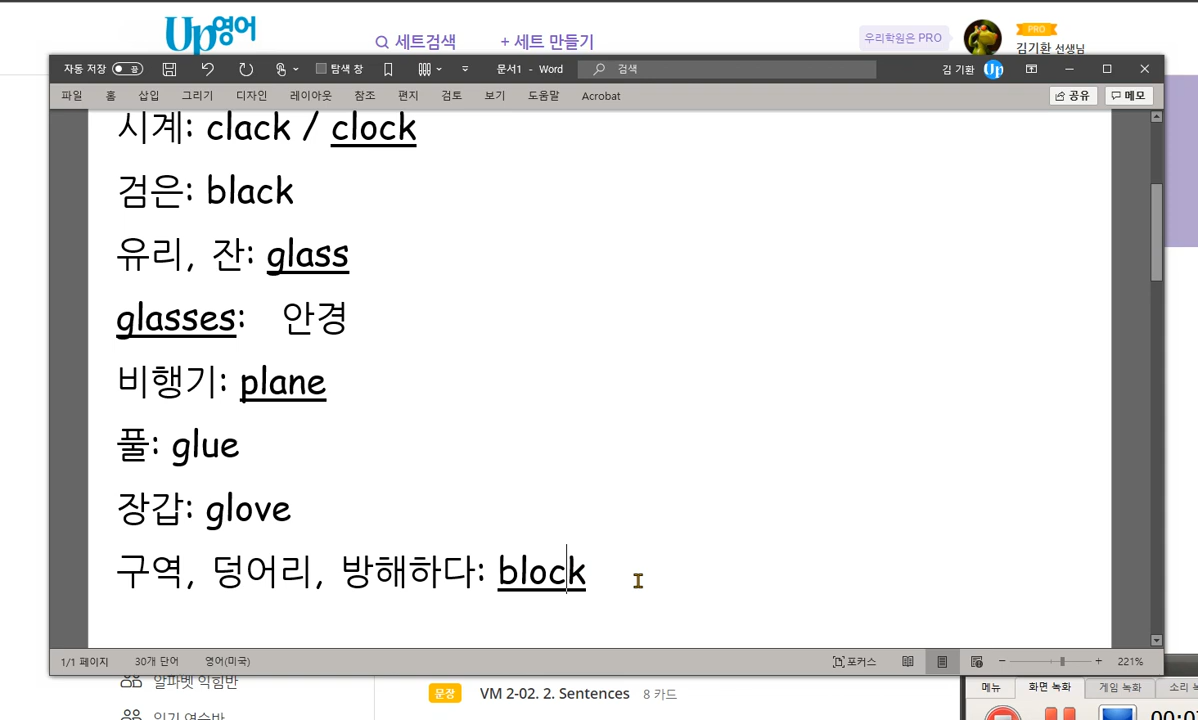 Up영어
세트검색
+ 세트 만들기
우리학원은 PRO
PRO
김기환 선생님
자동 저장
끔
탐색 창
문서1 - Word
검색
김 기환
Up
파일
홈
삽입
그리기
디자인
레이아웃
참조
편지
검토
보기
도움말
Acrobat
공유
메모
시계: clack / clock
검은: black
유리, 잔: glass
glasses: 안경
비행기: plane
풀: glue
장갑: glove
구역, 덩어리, 방해하다: block
1/1 페이지
30개 단어
영어(미국)
포커스
221%
알파벳 익힘반
읽기 연습반
문장
VM 2-02. 2. Sentences
8 카드
메뉴
화면 녹화
게임 녹화